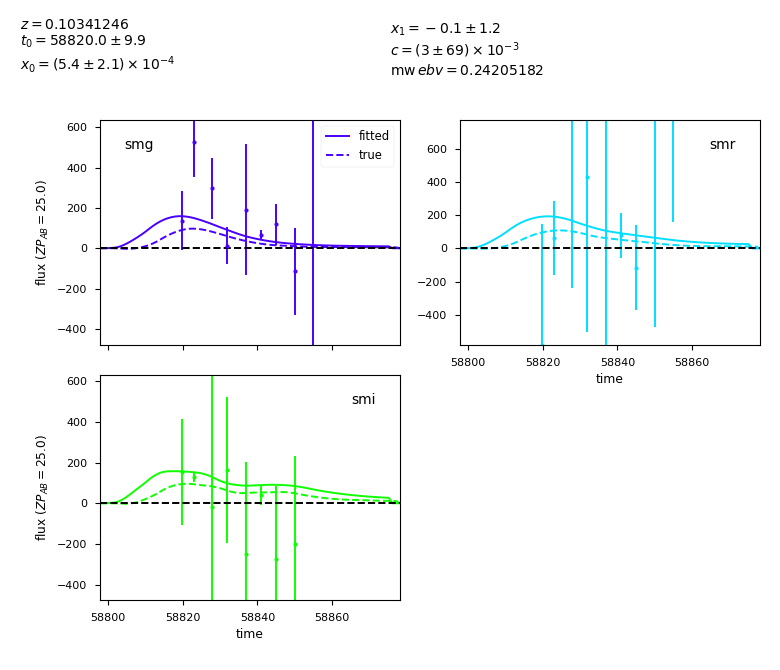 z = 0.10341246
t₀ = 58820.0 ± 9.9
x₀ = (5.4 ± 2.1) × 10⁻⁴
x₁ = −0.1 ± 1.2
c = (3 ± 69) × 10⁻³
mw ebv = 0.24205182
600
400
200
0
−200
−400
flux (ZP_AB = 25.0)
smg
fitted
true
600
400
200
0
−200
−400
smr
58800
58820
58840
58860
time
600
400
200
0
−200
−400
flux (ZP_AB = 25.0)
smi
58800
58820
58840
58860
time